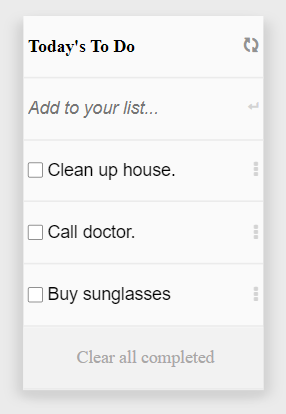 Today's To Do
Add to your list...
Clean up house.
Call doctor.
Buy sunglasses
Clear all completed